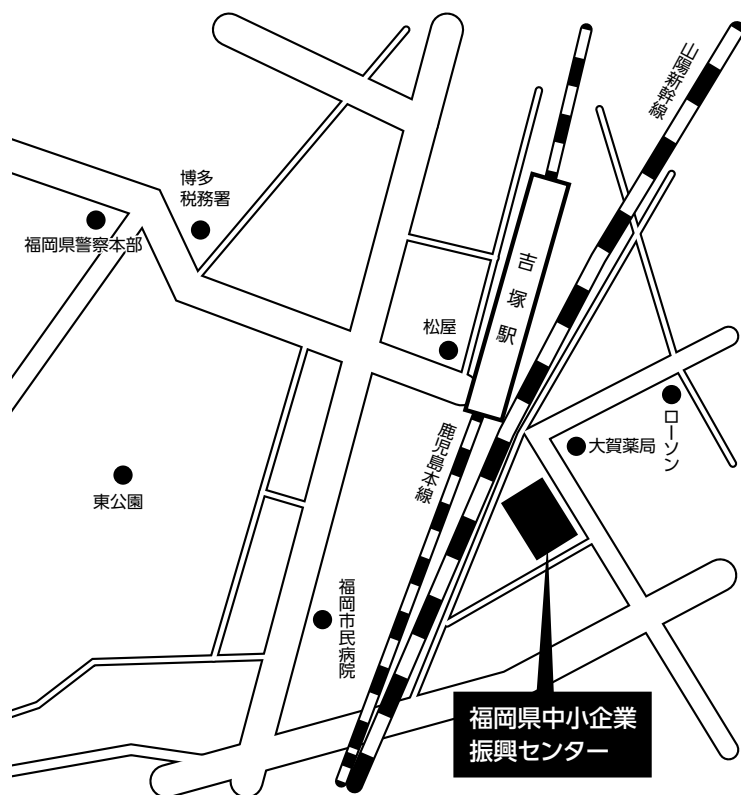 山陽新幹線
博多
税務署
福岡県警察本部
吉塚駅
松屋
ローソン
大賀薬局
鹿児島本線
東公園
福岡市民病院
福岡県中小企業
振興センター